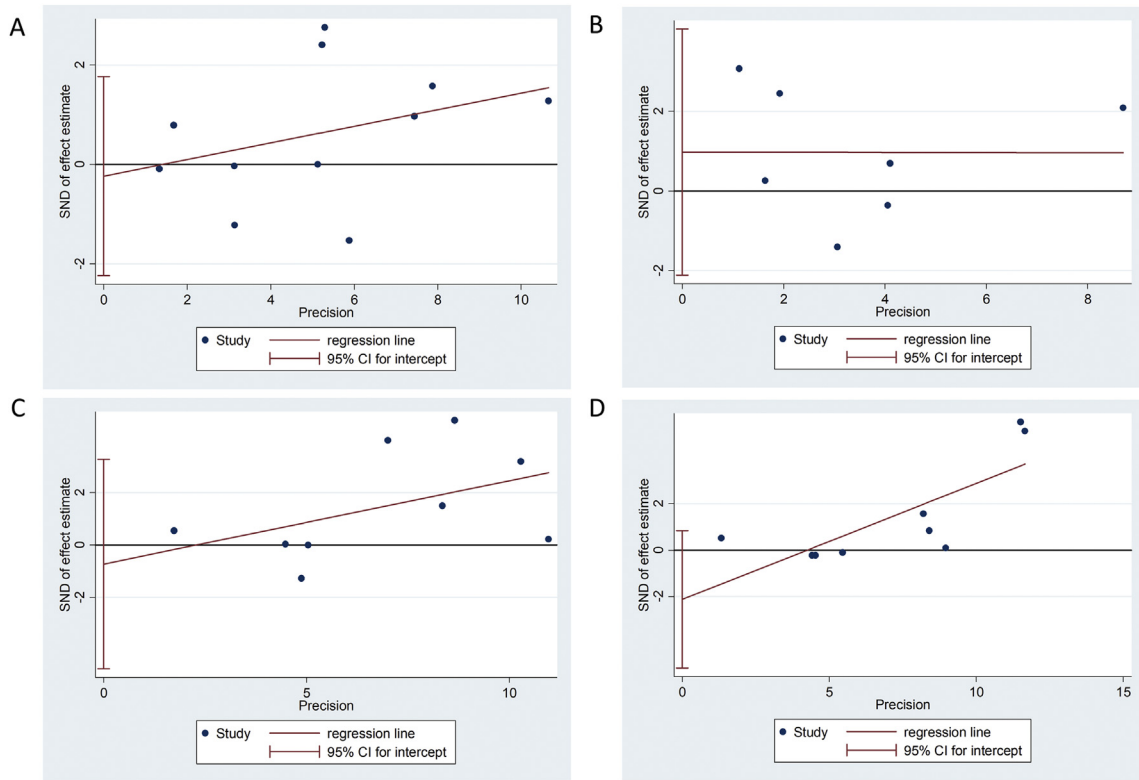 A
SND of effect estimate
2
0
-2
0 2 4 6 8 10
Precision
Study regression line
95% CI for intercept
B
SND of effect estimate
2
0
-2
0 2 4 6 8
Precision
Study regression line
95% CI for intercept
C
SND of effect estimate
2
0
-2
0 5 10
Precision
Study regression line
95% CI for intercept
D
SND of effect estimate
2
0
-2
0 5 10 15
Precision
Study regression line
95% CI for intercept